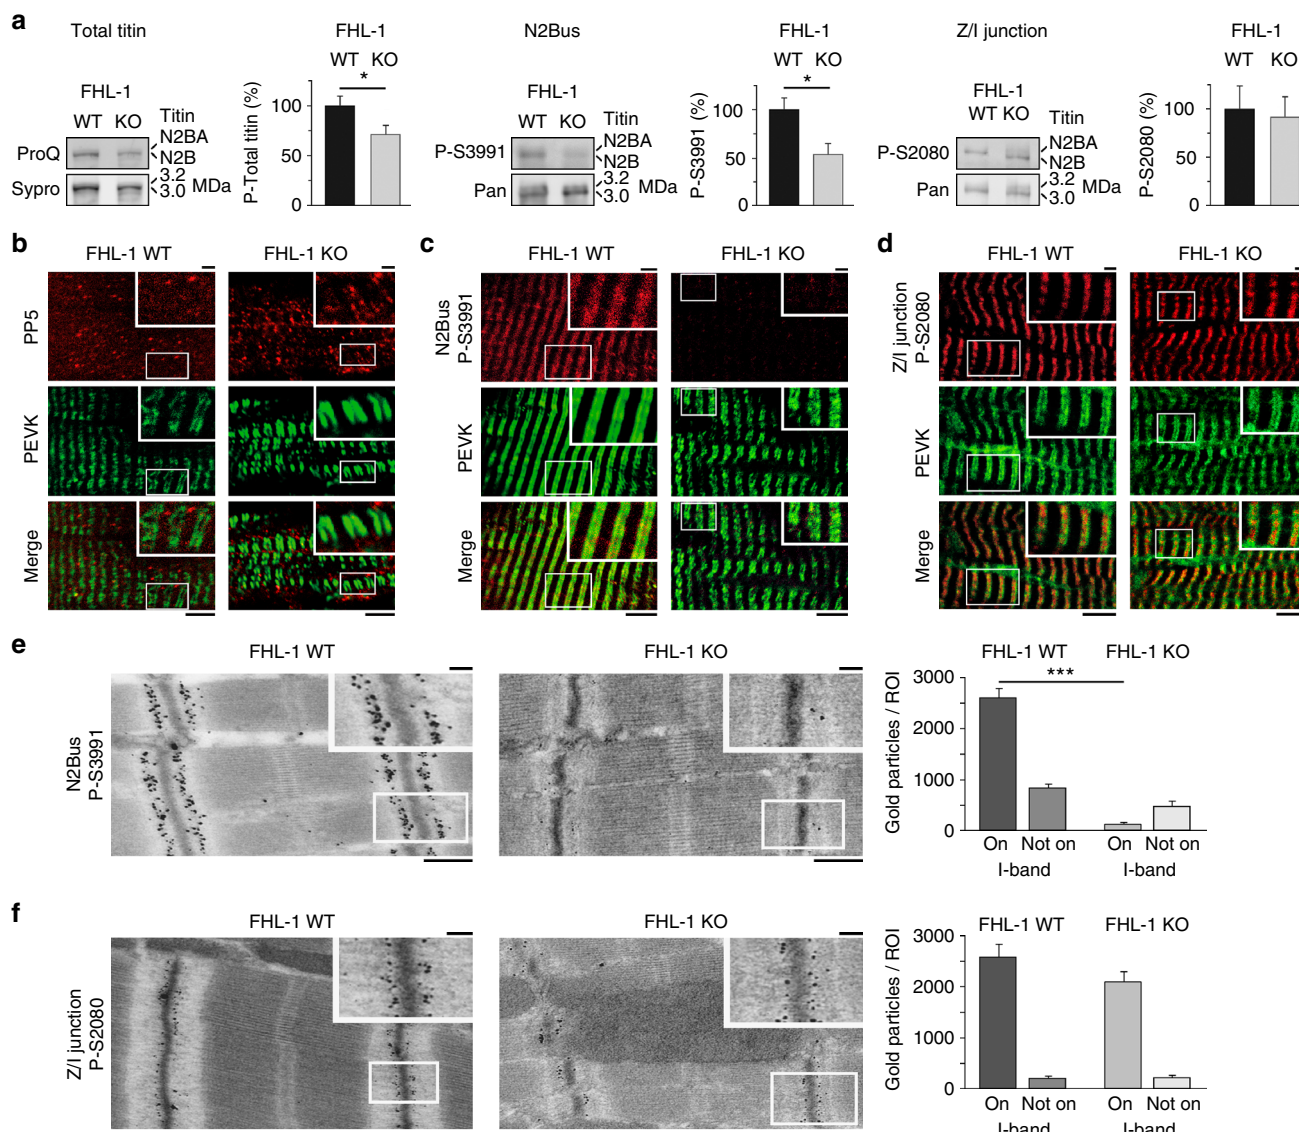 a
Total titin
FHL-1
WT KO
Titin
ProQ
N2BA
N2B
Sypro
3.2
3.0
MDa
FHL-1
WT KO
*
P-Total titin (%)
100
50
0
N2Bus
FHL-1
WT KO
Titin
P-S3991
N2BA
N2B
Pan
3.2
3.0
MDa
FHL-1
WT KO
*
P-S3991 (%)
100
50
0
Z/I junction
FHL-1
WT KO
Titin
P-S2080
N2BA
N2B
Pan
3.2
3.0
MDa
FHL-1
WT KO
P-S2080 (%)
100
50
0
b
FHL-1 WT
FHL-1 KO
PP5
PEVK
Merge
c
FHL-1 WT
FHL-1 KO
N2Bus
P-S3991
PEVK
Merge
d
FHL-1 WT
FHL-1 KO
Z/I junction
P-S2080
PEVK
Merge
e
FHL-1 WT
FHL-1 KO
N2Bus
P-S3991
FHL-1 WT FHL-1 KO
***
Gold particles / ROI
3000
2000
1000
0
On Not on On Not on
I-band I-band
f
FHL-1 WT
FHL-1 KO
Z/I junction
P-S2080
FHL-1 WT FHL-1 KO
Gold particles / ROI
3000
2000
1000
0
On Not on On Not on
I-band I-band